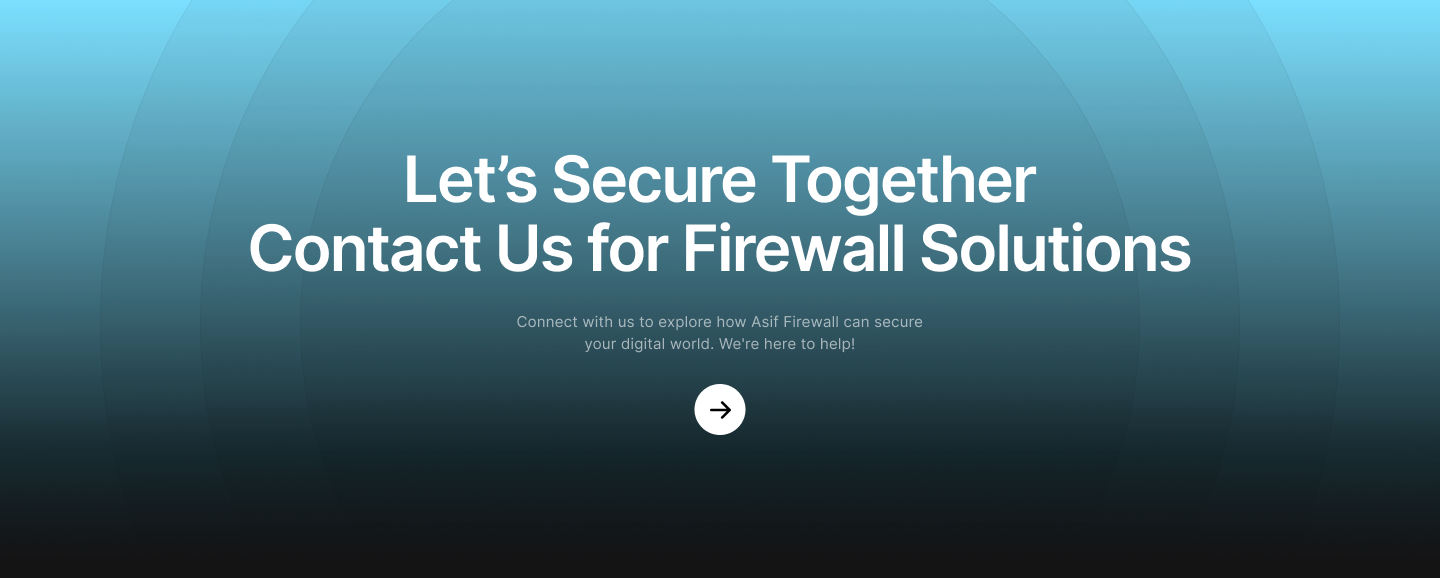 Let’s Secure Together
Contact Us for Firewall Solutions
Connect with us to explore how Asif Firewall can secure
your digital world. We're here to help!